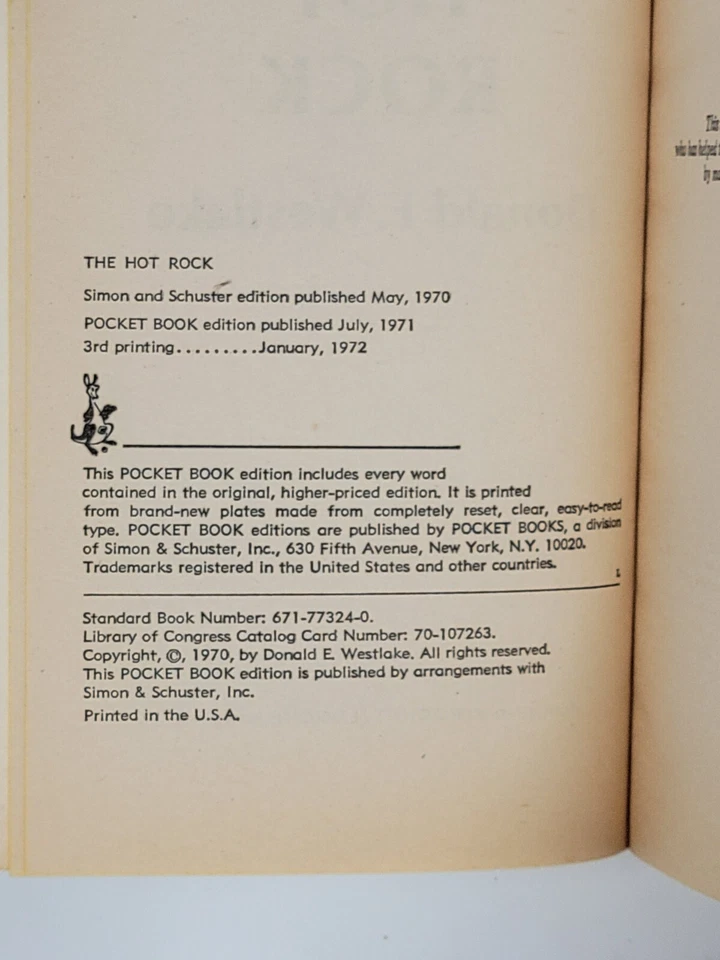 THE HOT ROCK
Simon and Schuster edition published May, 1970
POCKET BOOK edition published July, 1971
3rd printing.........January, 1972
This POCKET BOOK edition includes every word
contained in the original, higher-priced edition. It is printed
from brand-new plates made from completely reset, clear, easy-to-read
type. POCKET BOOK editions are published by POCKET BOOKS, a division
of Simon & Schuster, Inc., 630 Fifth Avenue, New York, N.Y. 10020.
Trademarks registered in the United States and other countries.
L
Standard Book Number: 671-77324-0.
Library of Congress Catalog Card Number: 70-107263.
Copyright, ©, 1970, by Donald E. Westlake. All rights reserved.
This POCKET BOOK edition is published by arrangements with
Simon & Schuster, Inc.
Printed in the U.S.A.
This
who has helped
by